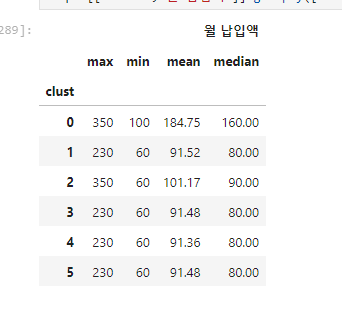 289]:
월 납입액
max min mean median
clust
0 350 100 184.75 160.00
1 230 60 91.52 80.00
2 350 60 101.17 90.00
3 230 60 91.48 80.00
4 230 60 91.36 80.00
5 230 60 91.48 80.00